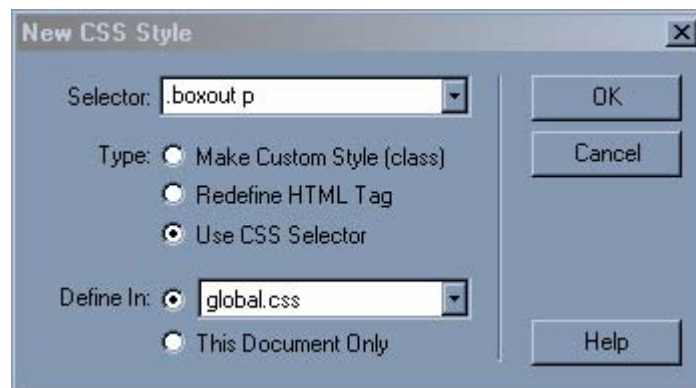 New CSS Style
Selector: .boxout p
OK
Type: Make Custom Style (class)
Cancel
Redefine HTML Tag
Use CSS Selector
Define In: global.css
This Document Only
Help